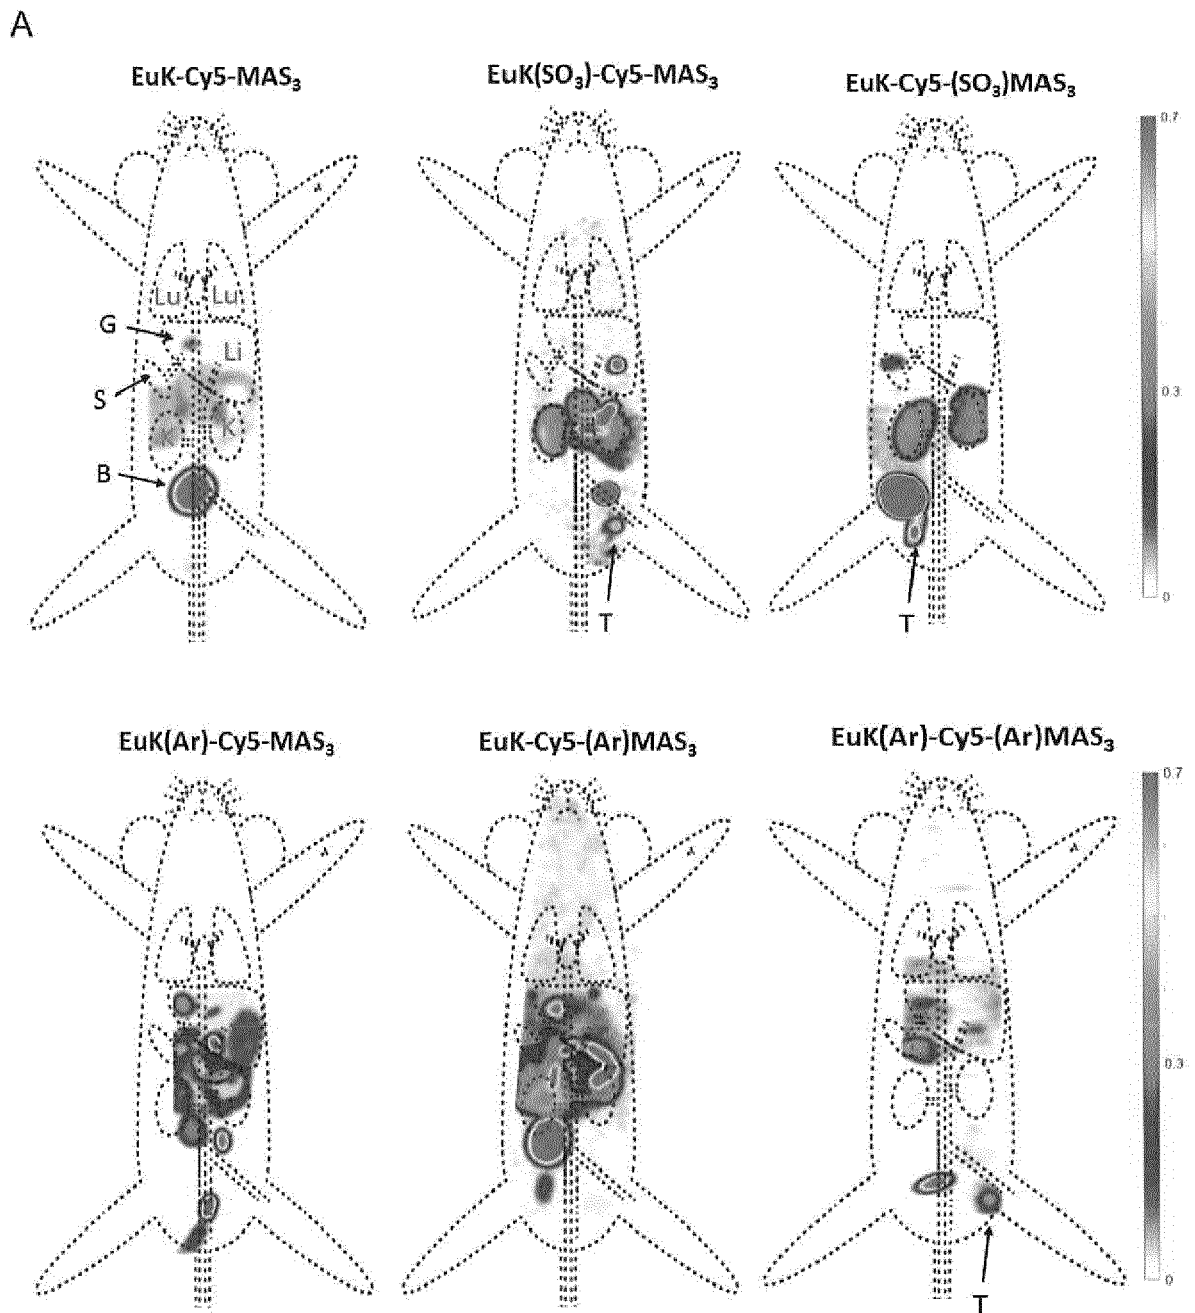 A
EuK-Cy5-MAS₃
EuK(SO₃)-Cy5-MAS₃
EuK-Cy5-(SO₃)MAS₃
0.7
Lu Lu
G
Li
S
0.3
K K
B
T
T
0
EuK(Ar)-Cy5-MAS₃
EuK-Cy5-(Ar)MAS₃
EuK(Ar)-Cy5-(Ar)MAS₃
0.7
0.3
0
T